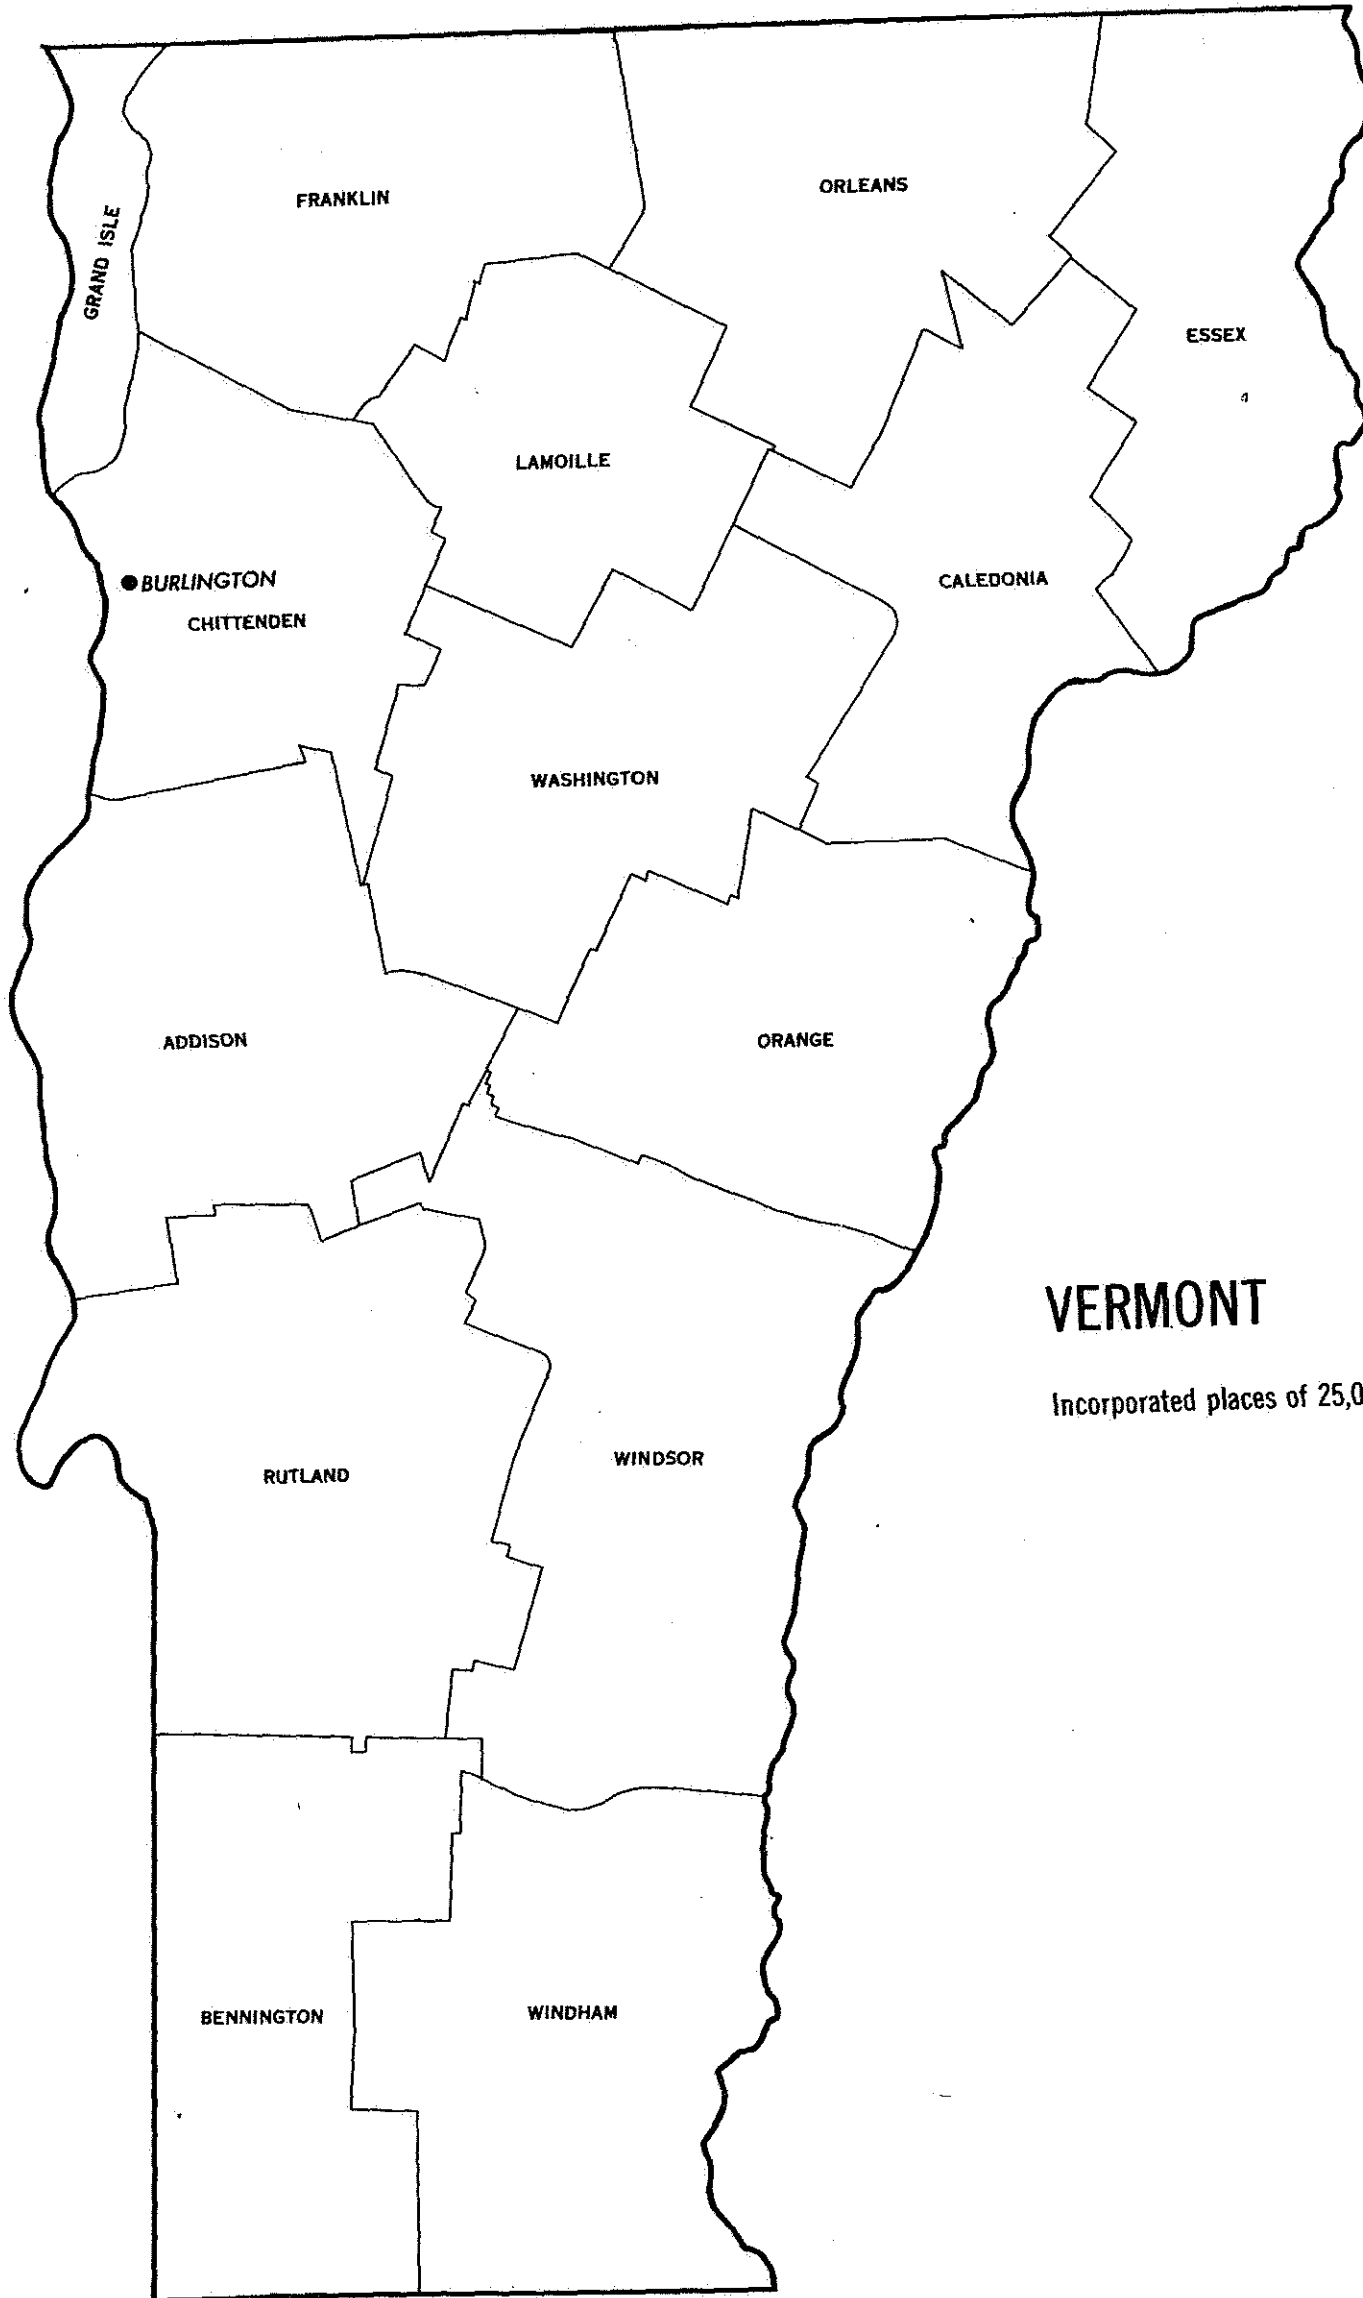 FRANKLIN
ORLEANS
GRAND ISLE
ESSEX
LAMOILLE
BURLINGTON
CALEDONIA
CHITTENDEN
WASHINGTON
ADDISON
ORANGE
VERMONT
Incorporated places of 25,0
WINDSOR
RUTLAND
BENNINGTON
WINDHAM